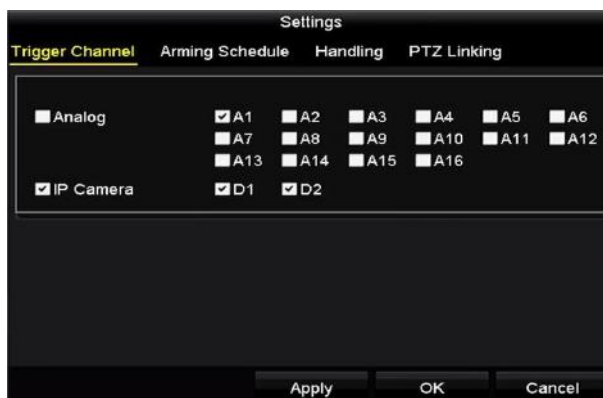 Settings
Trigger Channel Arming Schedule Handling PTZ Linking
Analog A1 A2 A3 A4 A5 A6
A7 A8 A9 A10 A11 A12
A13 A14 A15 A16
IP Camera D1 D2
Apply OK Cancel